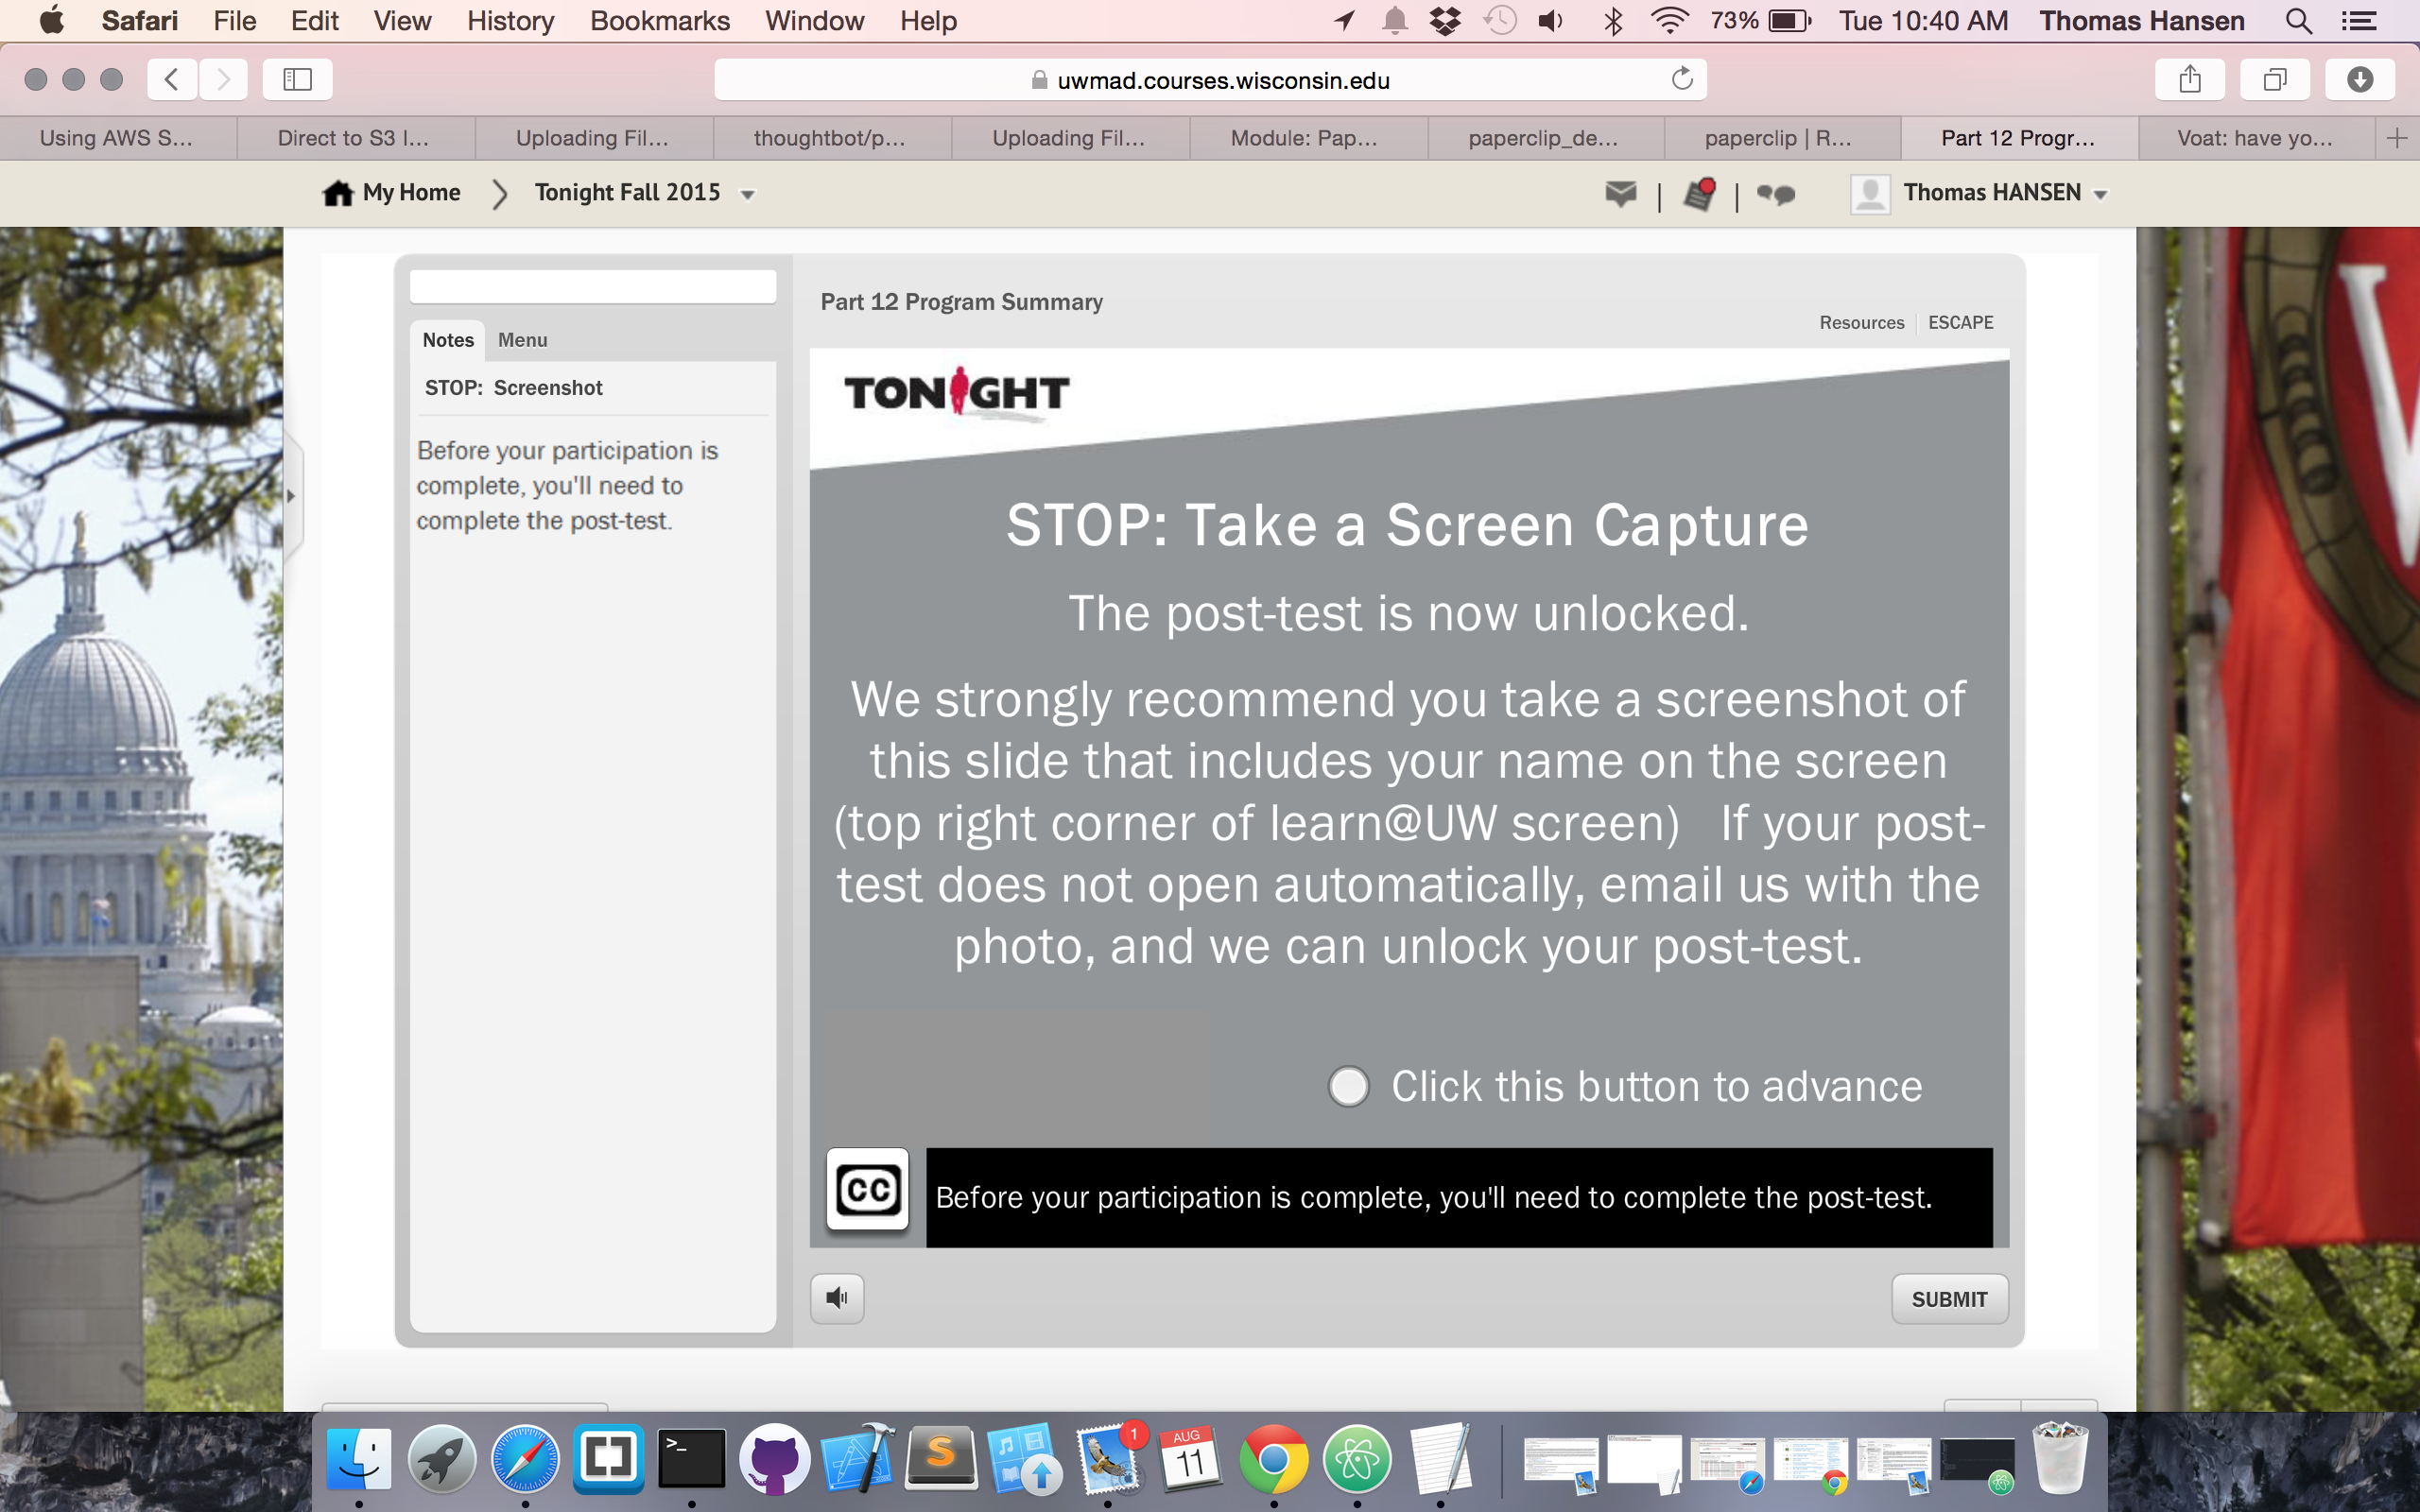 Safari File Edit View History Bookmarks Window Help 73% Tue 10:40 AM Thomas Hansen
uwmad.courses.wisconsin.edu
Using AWS S... Direct to S3 I... Uploading Fil... thoughtbot/p... Uploading Fil... Module: Pap... paperclip_de... paperclip | R... Part 12 Progr... Voat: have yo...
My Home Tonight Fall 2015 Thomas HANSEN
Part 12 Program Summary
Resources ESCAPE
Notes Menu
STOP: Screenshot
Before your participation is
complete, you'll need to
complete the post-test.
TONIGHT
STOP: Take a Screen Capture
The post-test is now unlocked.
We strongly recommend you take a screenshot of
this slide that includes your name on the screen
(top right corner of learn@UW screen) If your post-
test does not open automatically, email us with the
photo, and we can unlock your post-test.
Click this button to advance
CC Before your participation is complete, you'll need to complete the post-test.
SUBMIT
>_ S 1 AUG
11